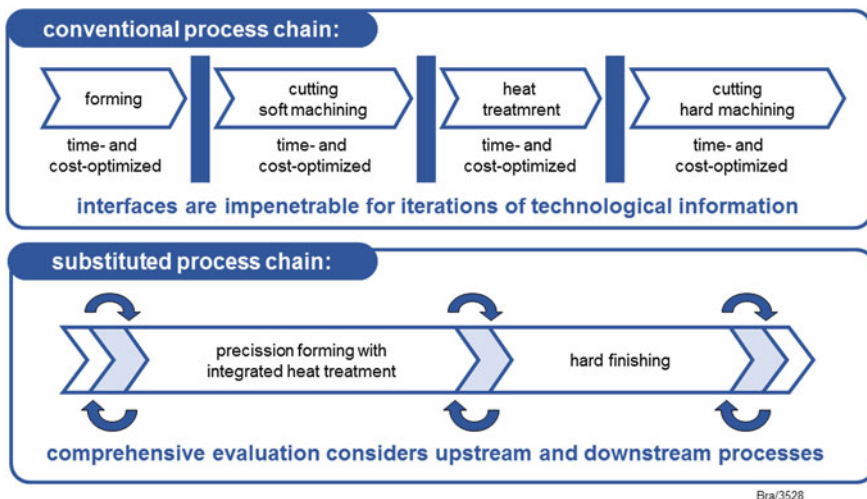 conventional process chain:
forming
cutting
soft machining
heat
treatmrent
cutting
hard machining
time- and
cost-optimized
time- and
cost-optimized
time- and
cost-optimized
time- and
cost-optimized
interfaces are impenetrable for iterations of technological information
substituted process chain:
precission forming with
integrated heat treatment
hard finishing
comprehensive evaluation considers upstream and downstream processes
Bra/3528